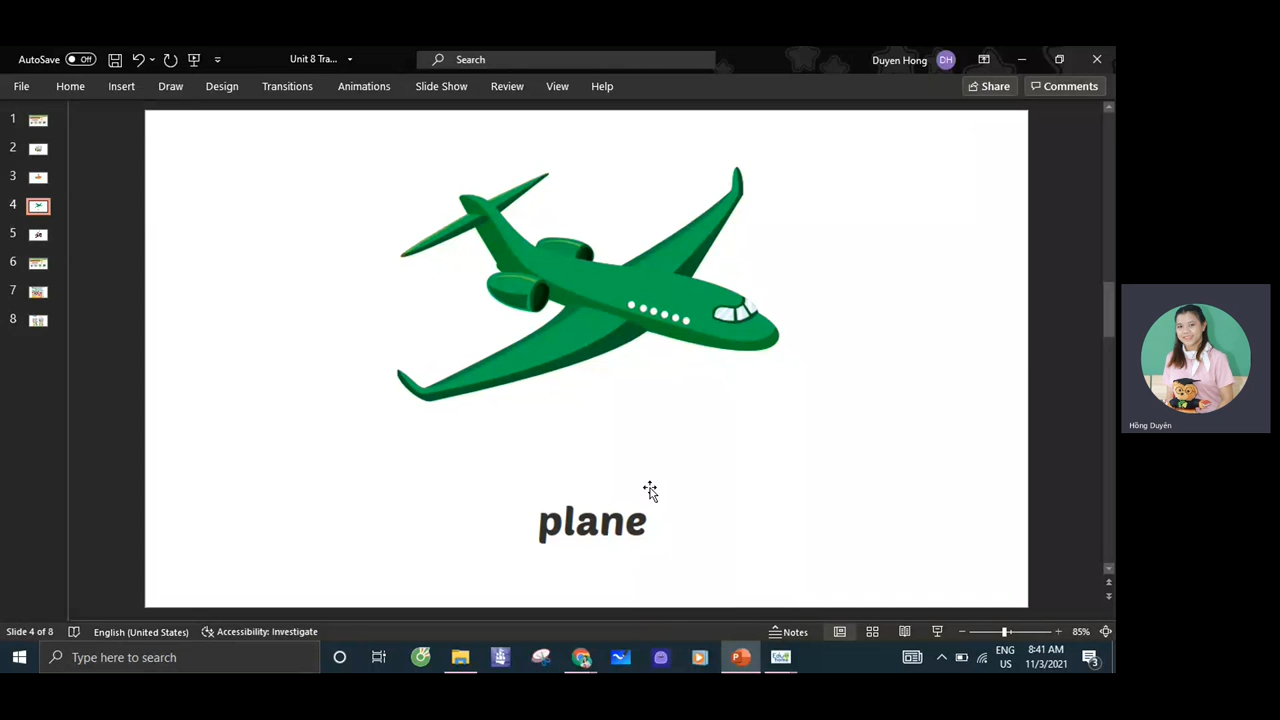 AutoSave Off Unit 8 Tra... Search Duyen Hong DH
File Home Insert Draw Design Transitions Animations Slide Show Review View Help Share Comments
1
2
3
4
5
6
7
8
plane
Hồng Duyên
Slide 4 of 8 English (United States) Accessibility: Investigate Notes 85%
Type here to search
ENG
US
8:41 AM
11/3/2021
3